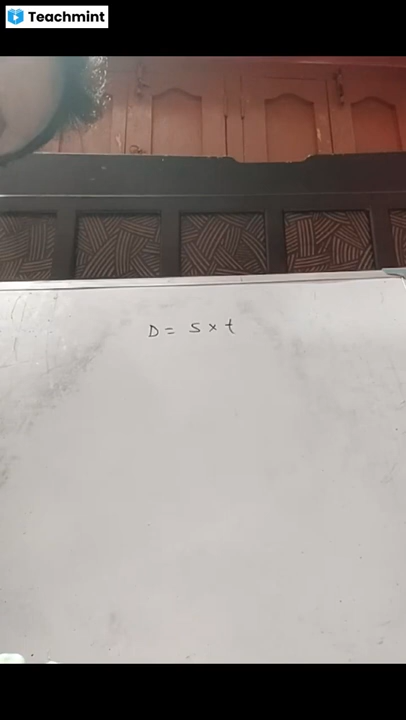 Teachmint
D = S × t